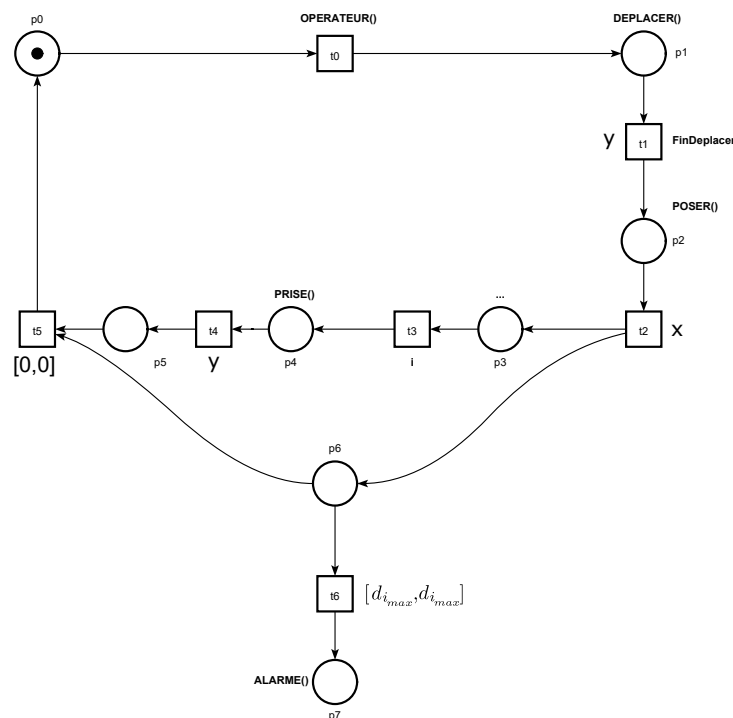 p0
OPERATEUR()
DEPLACER()
t0
p1
y
t1
FinDeplacer
POSER()
p2
PRISE()
...
t5
t4
t3
t2
x
[0,0]
p5
y
p4
i
p3
p6
t6
[d_{i_{max}},d_{i_{max}}]
ALARME()
p7